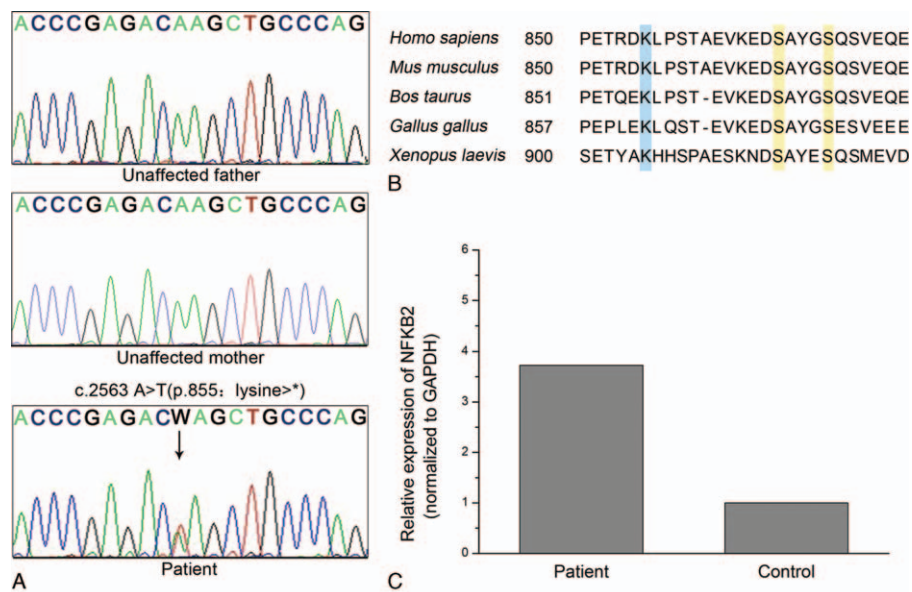 ACCCGAGACAAGCTGCCCAG
Unaffected father
ACCCGAGACAAGCTGCCCAG
Unaffected mother
c.2563 A>T(p.855: lysine>*)
ACCCGAGACWAGCTGCCCAG
Patient
A
Homo sapiens 850 PETRDKLPSTAEVKEDSAYGSQSVEQE
Mus musculus 850 PETRDKLPSTAEVKEDSAYGSQSVEQE
Bos taurus 851 PETQEKLPST-EVKEDSAYGSQSVEQE
Gallus gallus 857 PEPLEKLQST-EVKEDSAYGSESVEEE
Xenopus laevis 900 SETYAKHHSPAESKNDSAYESQSMEVD
B
Relative expression of NFKB2
(normalized to GAPDH)
6
5
4
3
2
1
0
Patient Control
C